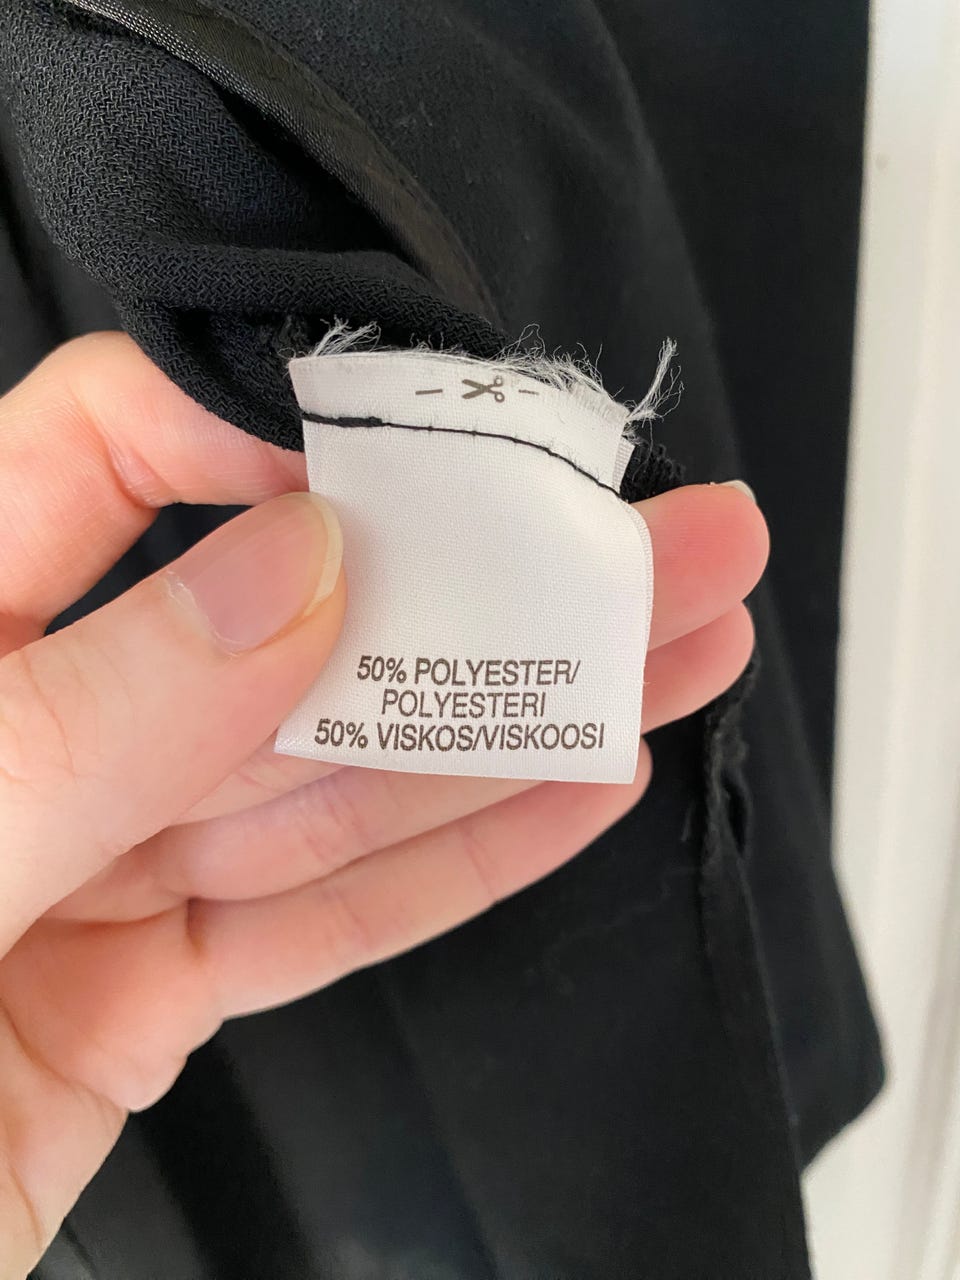 50% POLYESTER/
POLYESTERI
50% VISKOS/VISKOOSI